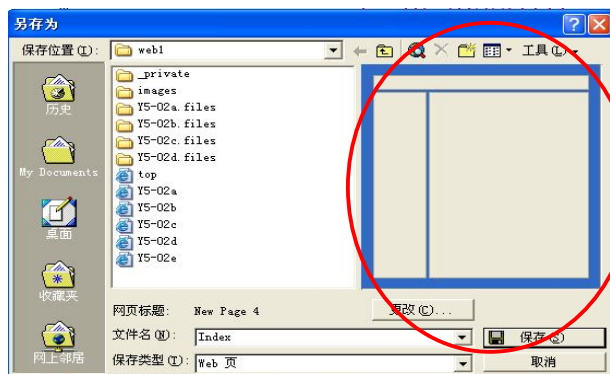 另存为
保存位置(I): web1 工具(L)
_private
images
Y5-02a.files
Y5-02b.files
Y5-02c.files
Y5-02d.files
top
Y5-02a
Y5-02b
Y5-02c
Y5-02d
Y5-02e
历史
My Documents
桌面
收藏夹
网上邻居
网页标题: New Page 4 更改(C)...
文件名(N): Index 保存(S)
保存类型(T): Web 页 取消